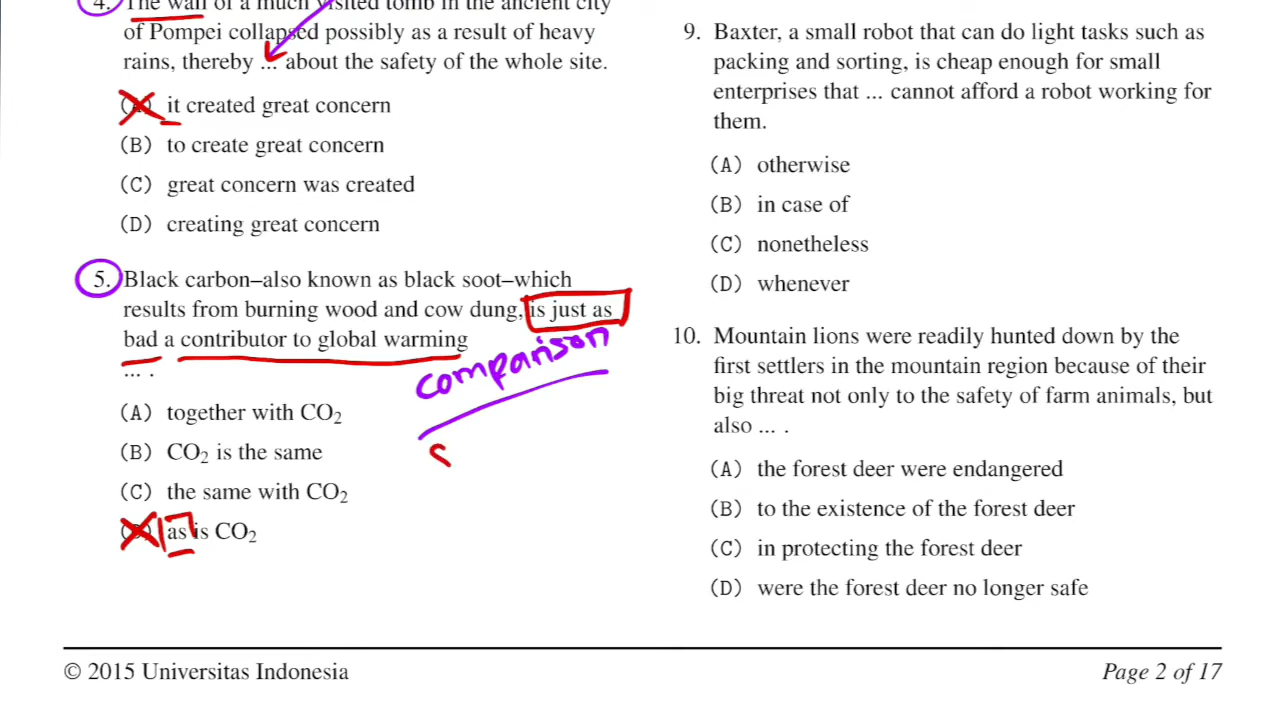 4. The wall of a much visited tomb in the ancient city
of Pompei collapsed possibly as a result of heavy
rains, thereby ... about the safety of the whole site.
(A) it created great concern
(B) to create great concern
(C) great concern was created
(D) creating great concern
5. Black carbon–also known as black soot–which
results from burning wood and cow dung, is just as
bad a contributor to global warming
... .
comparison
(A) together with CO2
(B) CO2 is the same
(C) the same with CO2
(D) as is CO2
9. Baxter, a small robot that can do light tasks such as
packing and sorting, is cheap enough for small
enterprises that ... cannot afford a robot working for
them.
(A) otherwise
(B) in case of
(C) nonetheless
(D) whenever
10. Mountain lions were readily hunted down by the
first settlers in the mountain region because of their
big threat not only to the safety of farm animals, but
also ... .
(A) the forest deer were endangered
(B) to the existence of the forest deer
(C) in protecting the forest deer
(D) were the forest deer no longer safe
© 2015 Universitas Indonesia
Page 2 of 17